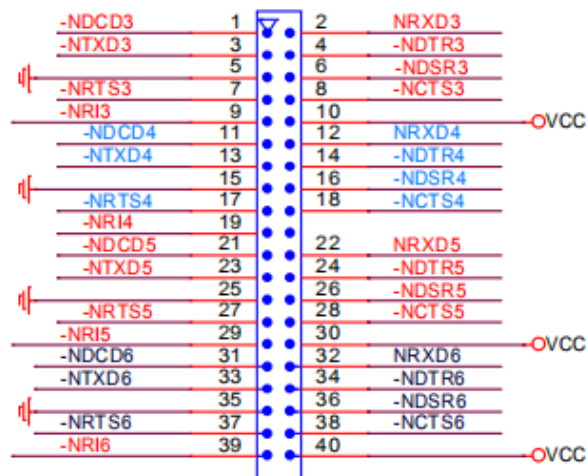 -NDCD3 1 2 NRXD3
-NTXD3 3 4 -NDTR3
5 6 -NDSR3
-NRTS3 7 8 -NCTS3
-NRI3 9 10 VCC
-NDCD4 11 12 NRXD4
-NTXD4 13 14 -NDTR4
15 16 -NDSR4
-NRTS4 17 18 -NCTS4
-NRI4 19
-NDCD5 21 22 NRXD5
-NTXD5 23 24 -NDTR5
25 26 -NDSR5
-NRTS5 27 28 -NCTS5
-NRI5 29 30 VCC
-NDCD6 31 32 NRXD6
-NTXD6 33 34 -NDTR6
35 36 -NDSR6
-NRTS6 37 38 -NCTS6
-NRI6 39 40 VCC